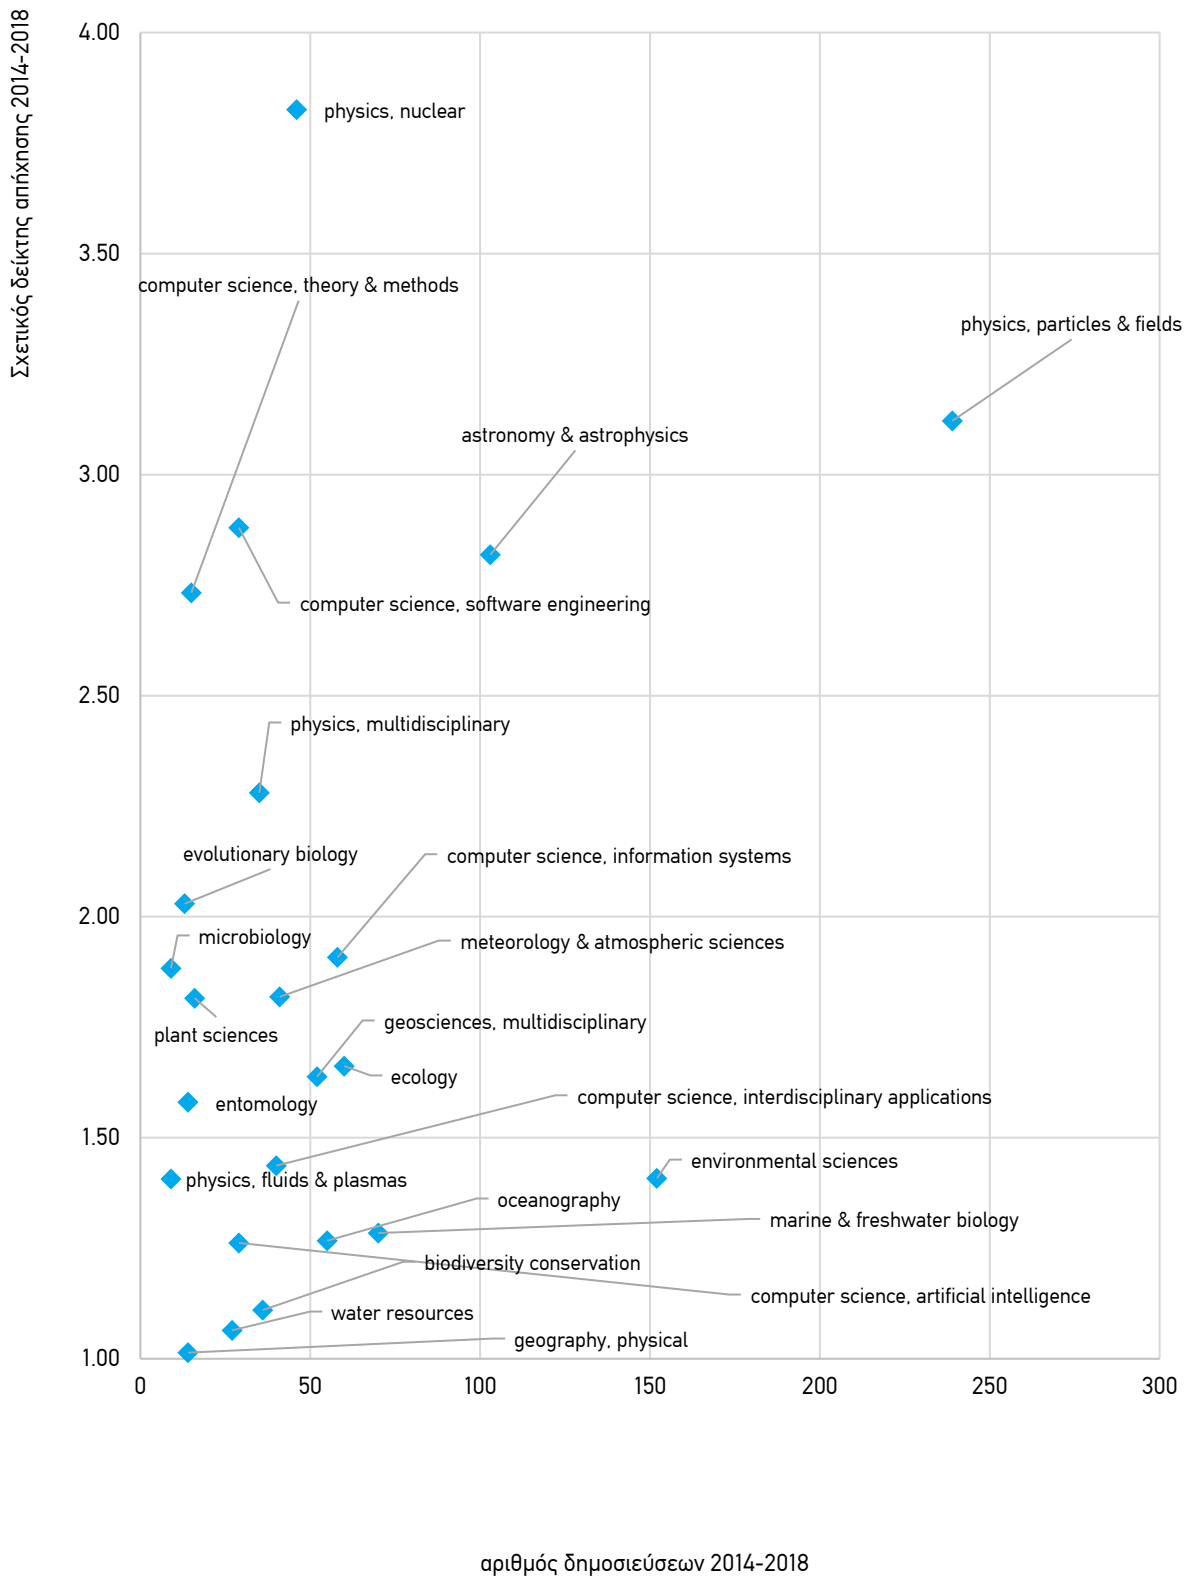 Σχετικός δείκτης απήχησης 2014-2018
4.00
physics, nuclear
3.50
computer science, theory & methods
physics, particles & fields
astronomy & astrophysics
3.00
computer science, software engineering
2.50
physics, multidisciplinary
evolutionary biology
computer science, information systems
2.00
microbiology
meteorology & atmospheric sciences
plant sciences
geosciences, multidisciplinary
ecology
computer science, interdisciplinary applications
entomology
1.50
environmental sciences
physics, fluids & plasmas
oceanography
marine & freshwater biology
biodiversity conservation
computer science, artificial intelligence
water resources
geography, physical
1.00
0 50 100 150 200 250 300
αριθμός δημοσιεύσεων 2014-2018